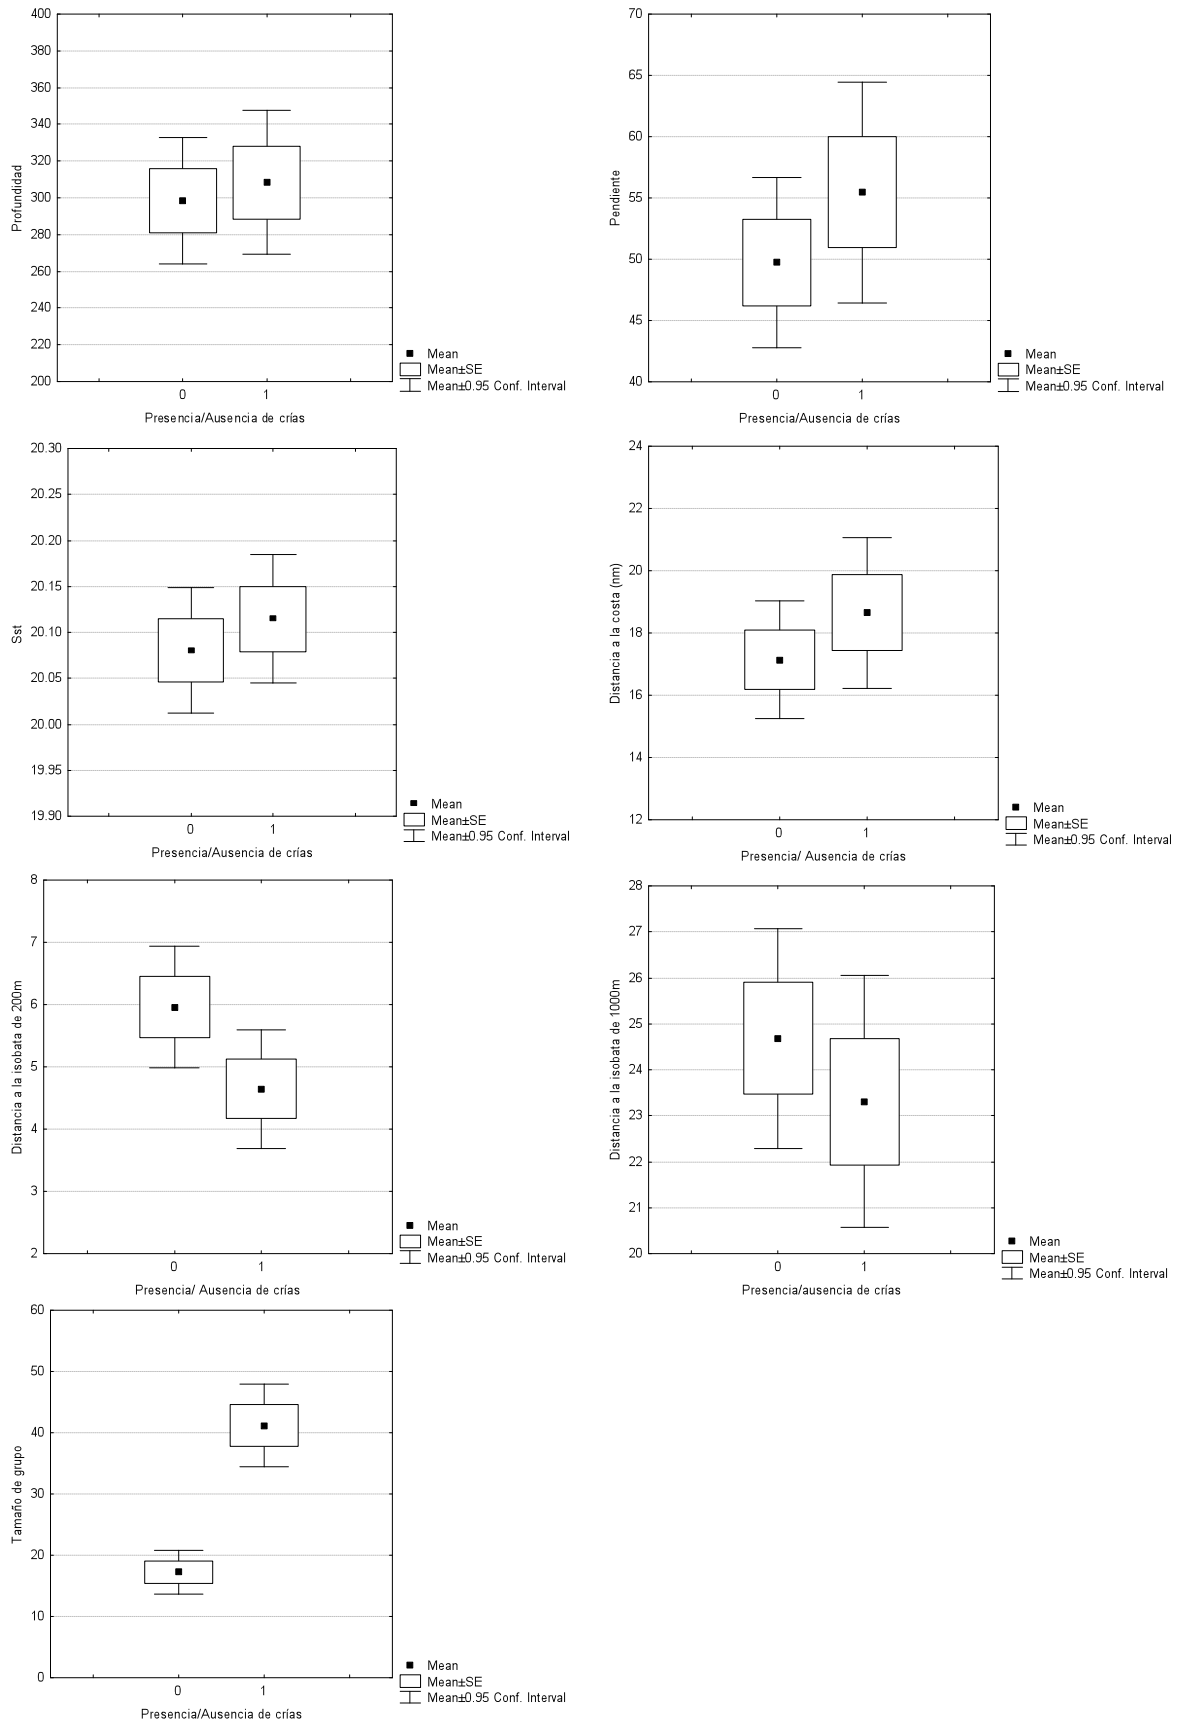 400
380
360
340
320
300
280
260
240
220
200
Profundidad
0 1
Presencia/Ausencia de crías
Mean
Mean±SE
Mean±0.95 Conf. Interval
70
65
60
55
50
45
40
Pendiente
0 1
Presencia/Ausencia de crías
Mean
Mean±SE
Mean±0.95 Conf. Interval
20.30
20.25
20.20
20.15
20.10
20.05
20.00
19.95
19.90
Sst
0 1
Presencia/Ausencia de crías
Mean
Mean±SE
Mean±0.95 Conf. Interval
24
22
20
18
16
14
12
Distancia a la costa (nm)
0 1
Presencia/ Ausencia de crías
Mean
Mean±SE
Mean±0.95 Conf. Interval
8
7
6
5
4
3
2
Distancia a la isobata de 200m
0 1
Presencia/ Ausencia de crías
Mean
Mean±SE
Mean±0.95 Conf. Interval
28
27
26
25
24
23
22
21
20
Distancia a la isobata de 1000m
0 1
Presencia/ausencia de crías
Mean
Mean±SE
Mean±0.95 Conf. Interval
60
50
40
30
20
10
0
Tamaño de grupo
0 1
Presencia/Ausencia de crías
Mean
Mean±SE
Mean±0.95 Conf. Interval